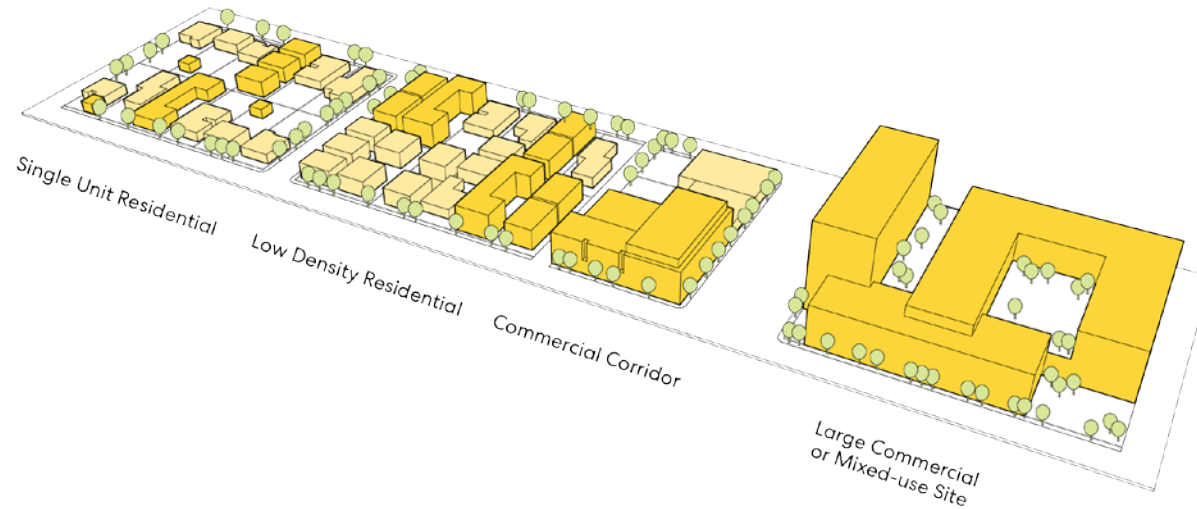 Single Unit Residential
Low Density Residential
Commercial Corridor
Large Commercial
or Mixed-use Site